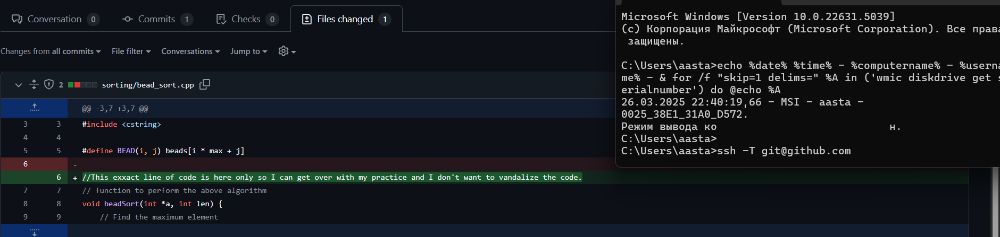 Conversation 0 Commits 1 Checks 0 Files changed 1
Changes from all commits File filter Conversations Jump to
2 sorting/bead_sort.cpp
@@ -3,7 +3,7 @@
3 3 #include <cstring>
4 4
5 5 #define BEAD(i, j) beads[i * max + j]
6 -
6 + //This exxact line of code is here only so I can get over with my practice and I don't want to vandalize the code.
7 7 // function to perform the above algorithm
8 8 void beadSort(int *a, int len) {
9 9 // Find the maximum element
Microsoft Windows [Version 10.0.22631.5039]
(c) Корпорация Майкрософт (Microsoft Corporation). Все права
защищены.
C:\Users\aasta>echo %date% %time% - %computername% - %userna
me% - & for /f "skip=1 delims=" %A in ('wmic diskdrive get s
erialnumber') do @echo %A
26.03.2025 22:40:19,66 - MSI - aasta -
0025_38E1_31A0_D572.
Режим вывода ко н.
C:\Users\aasta>
C:\Users\aasta>ssh -T git@github.com